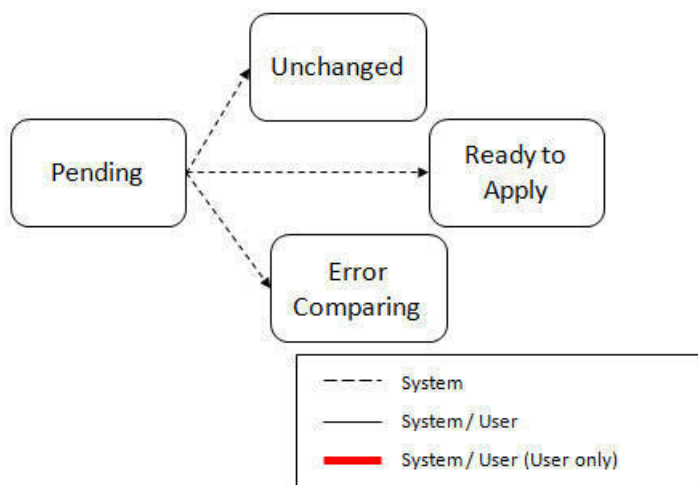 Unchanged
Pending
Ready to
Apply
Error
Comparing
System
System / User
System / User (User only)